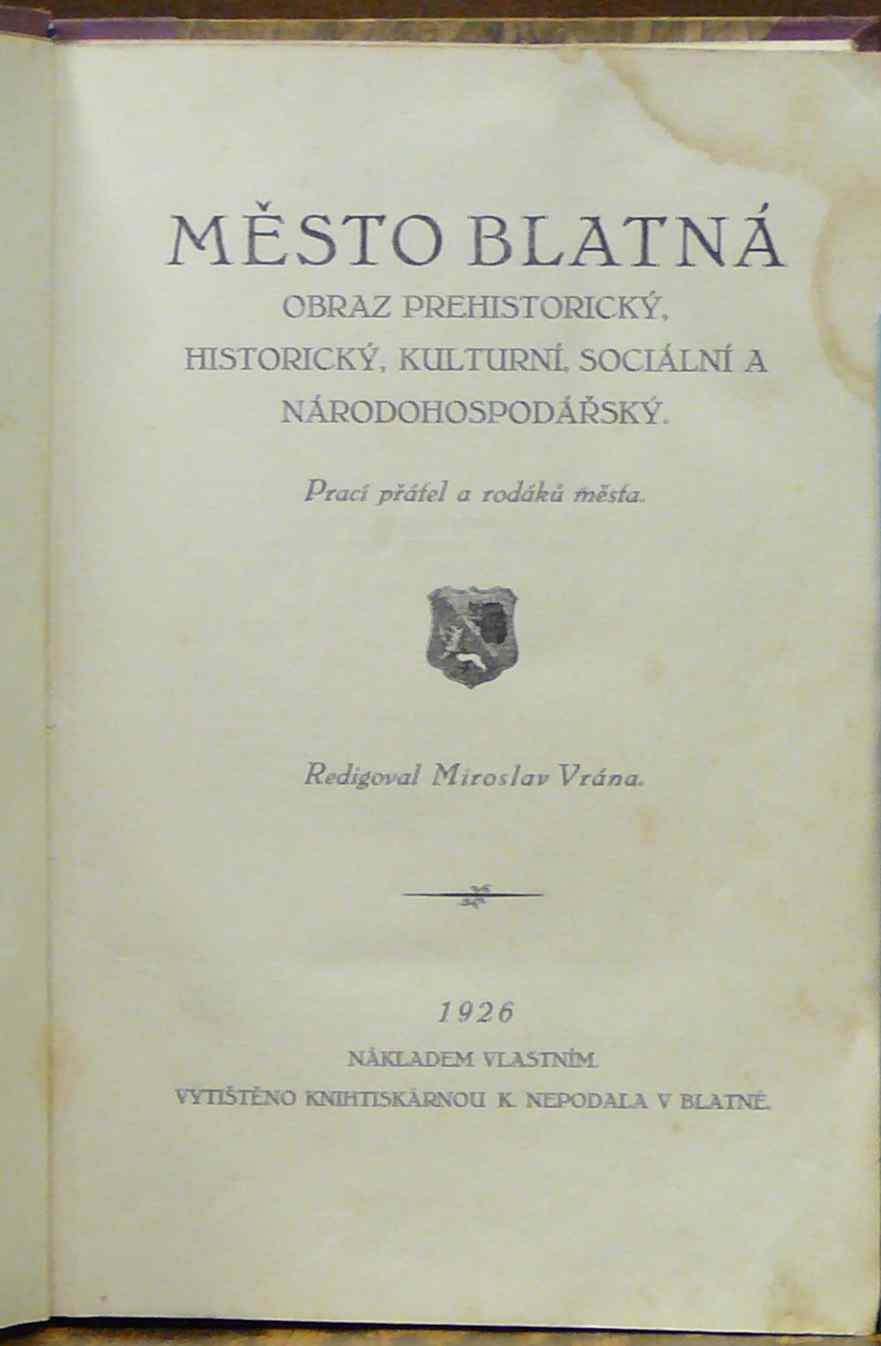 MĚSTO BLATNÁ
OBRAZ PREHISTORICKÝ,
HISTORICKÝ, KULTURNÍ, SOCIÁLNÍ A
NÁRODOHOSPODÁŘSKÝ.
Prací přátel a rodáků města.
Redigoval Miroslav Vrána.
1926
NÁKLADEM VLASTNÍM.
VYTIŠTĚNO KNIHTISKÁRNOU K. NEPODALA V BLATNÉ.